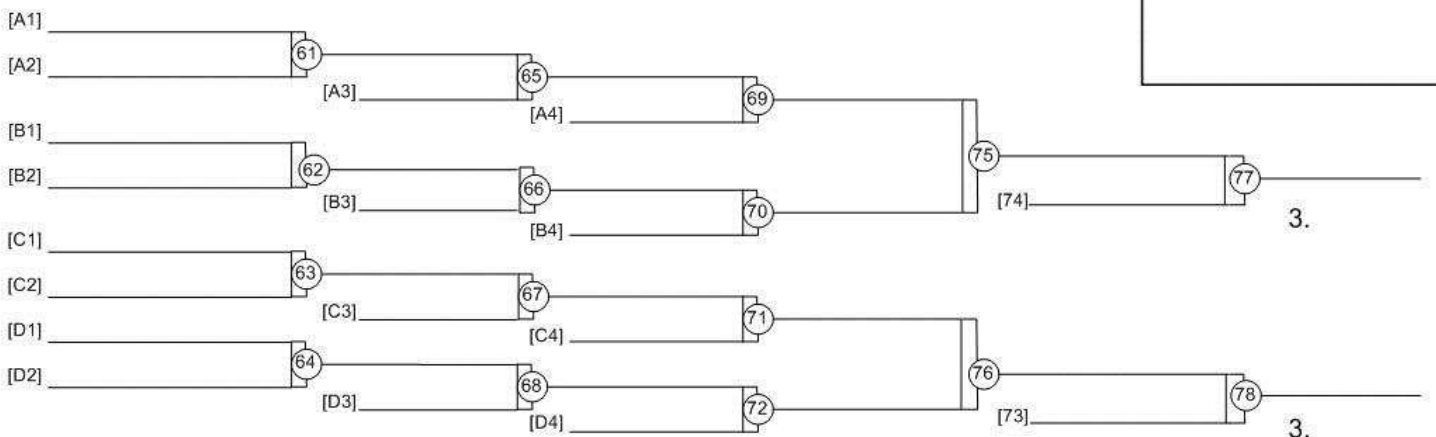 [A1]
61
[A2]
65
[A3]
69
[A4]
[B1]
62
75
[B2]
66
77
[B3]
70
[74]
3.
[B4]
[C1]
63
[C2]
67
[C3]
71
[C4]
[D1]
64
76
[D2]
68
78
[D3]
72
[73]
[D4]
3.